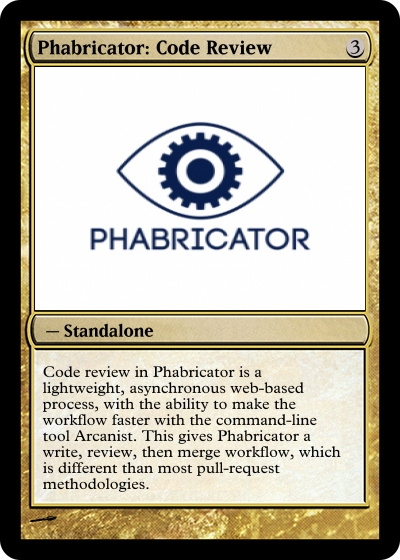 Phabricator: Code Review 3
PHABRICATOR
— Standalone
Code review in Phabricator is a
lightweight, asynchronous web-based
process, with the ability to make the
workflow faster with the command-line
tool Arcanist. This gives Phabricator a
write, review, then merge workflow, which
is different than most pull-request
methodologies.